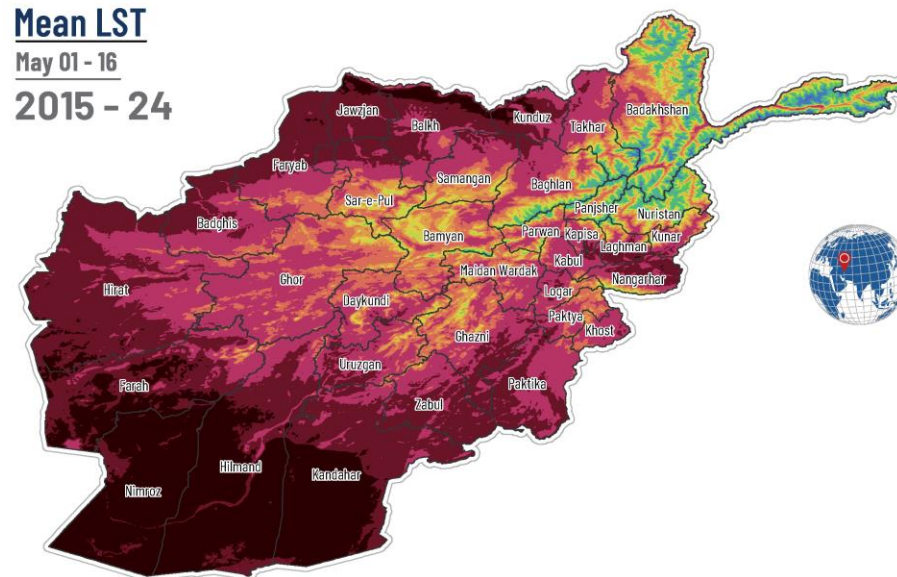 Mean LST
May 01 - 16
2015 - 24
Jawzjan
Balkh
Kunduz
Takhar
Badakhshan
Faryab
Samangan
Baghlan
Sar-e-Pul
Panjsher
Nuristan
Badghis
Bamyan
Parwan
Kapisa
Kunar
Laghman
Kabul
Maidan Wardak
Nangarhar
Hirat
Ghor
Daykundi
Logar
Paktya
Khost
Ghazni
Uruzgan
Farah
Paktika
Zabul
Hilmand
Kandahar
Nimroz